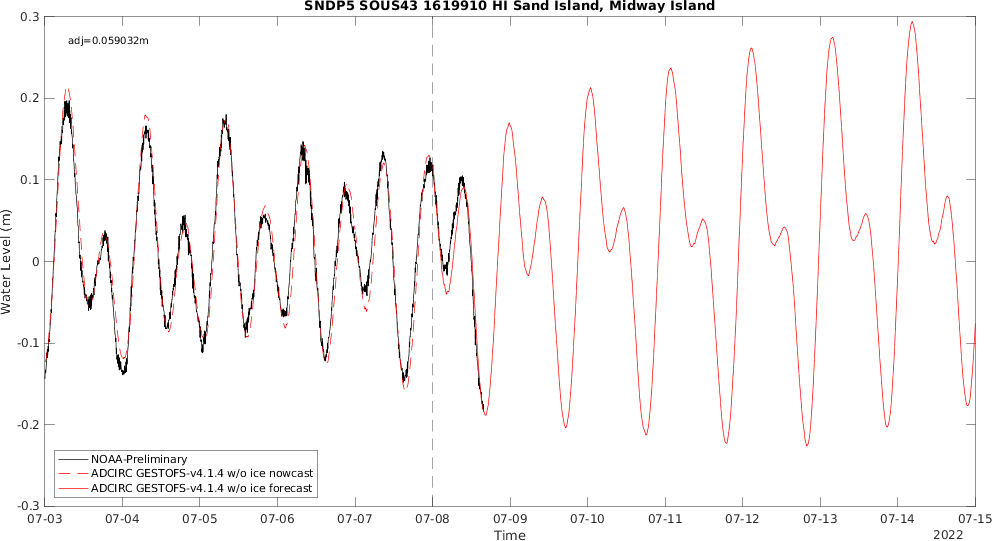 SNDP5 SOUS43 1619910 HI Sand Island, Midway Island
adj=0.059032m
0.3
0.2
0.1
0
-0.1
-0.2
-0.3
Water Level (m)
NOAA-Preliminary
ADCIRC GESTOFS-v4.1.4 w/o ice nowcast
ADCIRC GESTOFS-v4.1.4 w/o ice forecast
07-03 07-04 07-05 07-06 07-07 07-08 07-09 07-10 07-11 07-12 07-13 07-14 07-15
Time
2022